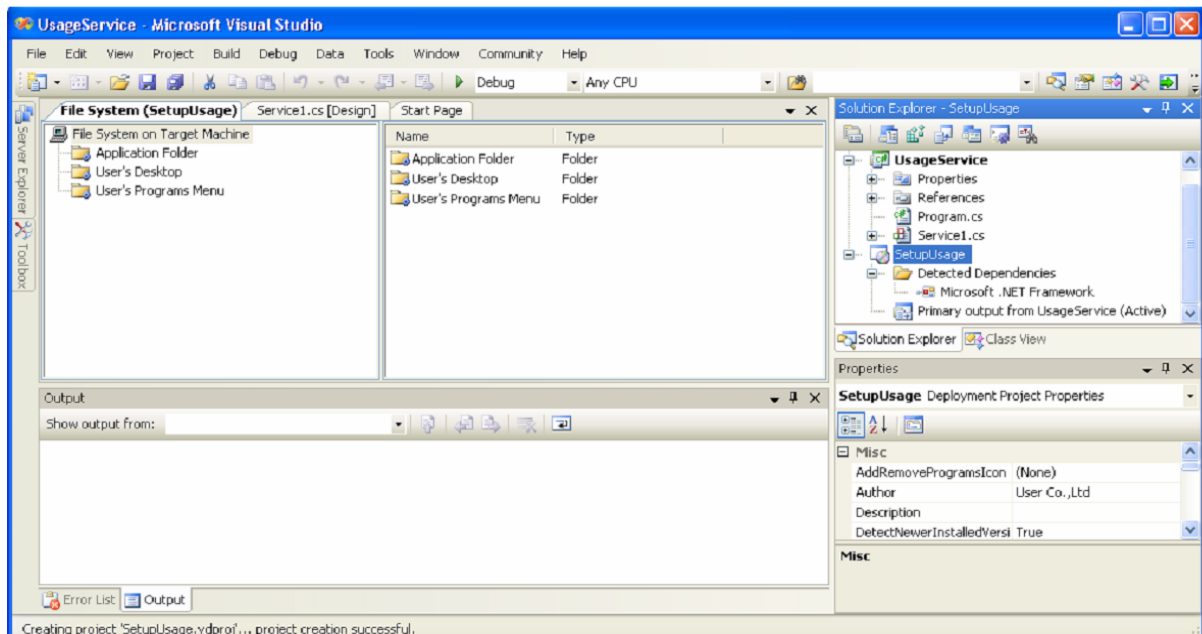 UsageService - Microsoft Visual Studio
File Edit View Project Build Debug Data Tools Window Community Help
Debug Any CPU
Server Explorer
Toolbox
File System (SetupUsage) Service1.cs [Design] Start Page
File System on Target Machine
Application Folder
User's Desktop
User's Programs Menu
Name Type
Application Folder Folder
User's Desktop Folder
User's Programs Menu Folder
Solution Explorer - SetupUsage
UsageService
Properties
References
Program.cs
Service1.cs
SetupUsage
Detected Dependencies
Microsoft .NET Framework
Primary output from UsageService (Active)
Solution Explorer Class View
Output
Show output from:
Error List Output
Properties
SetupUsage Deployment Project Properties
Misc
AddRemoveProgramsIcon (None)
Author User Co.,Ltd
Description
DetectNewerInstalledVersi True
Misc
Creating project 'SetupUsage.vdproj'... project creation successful.